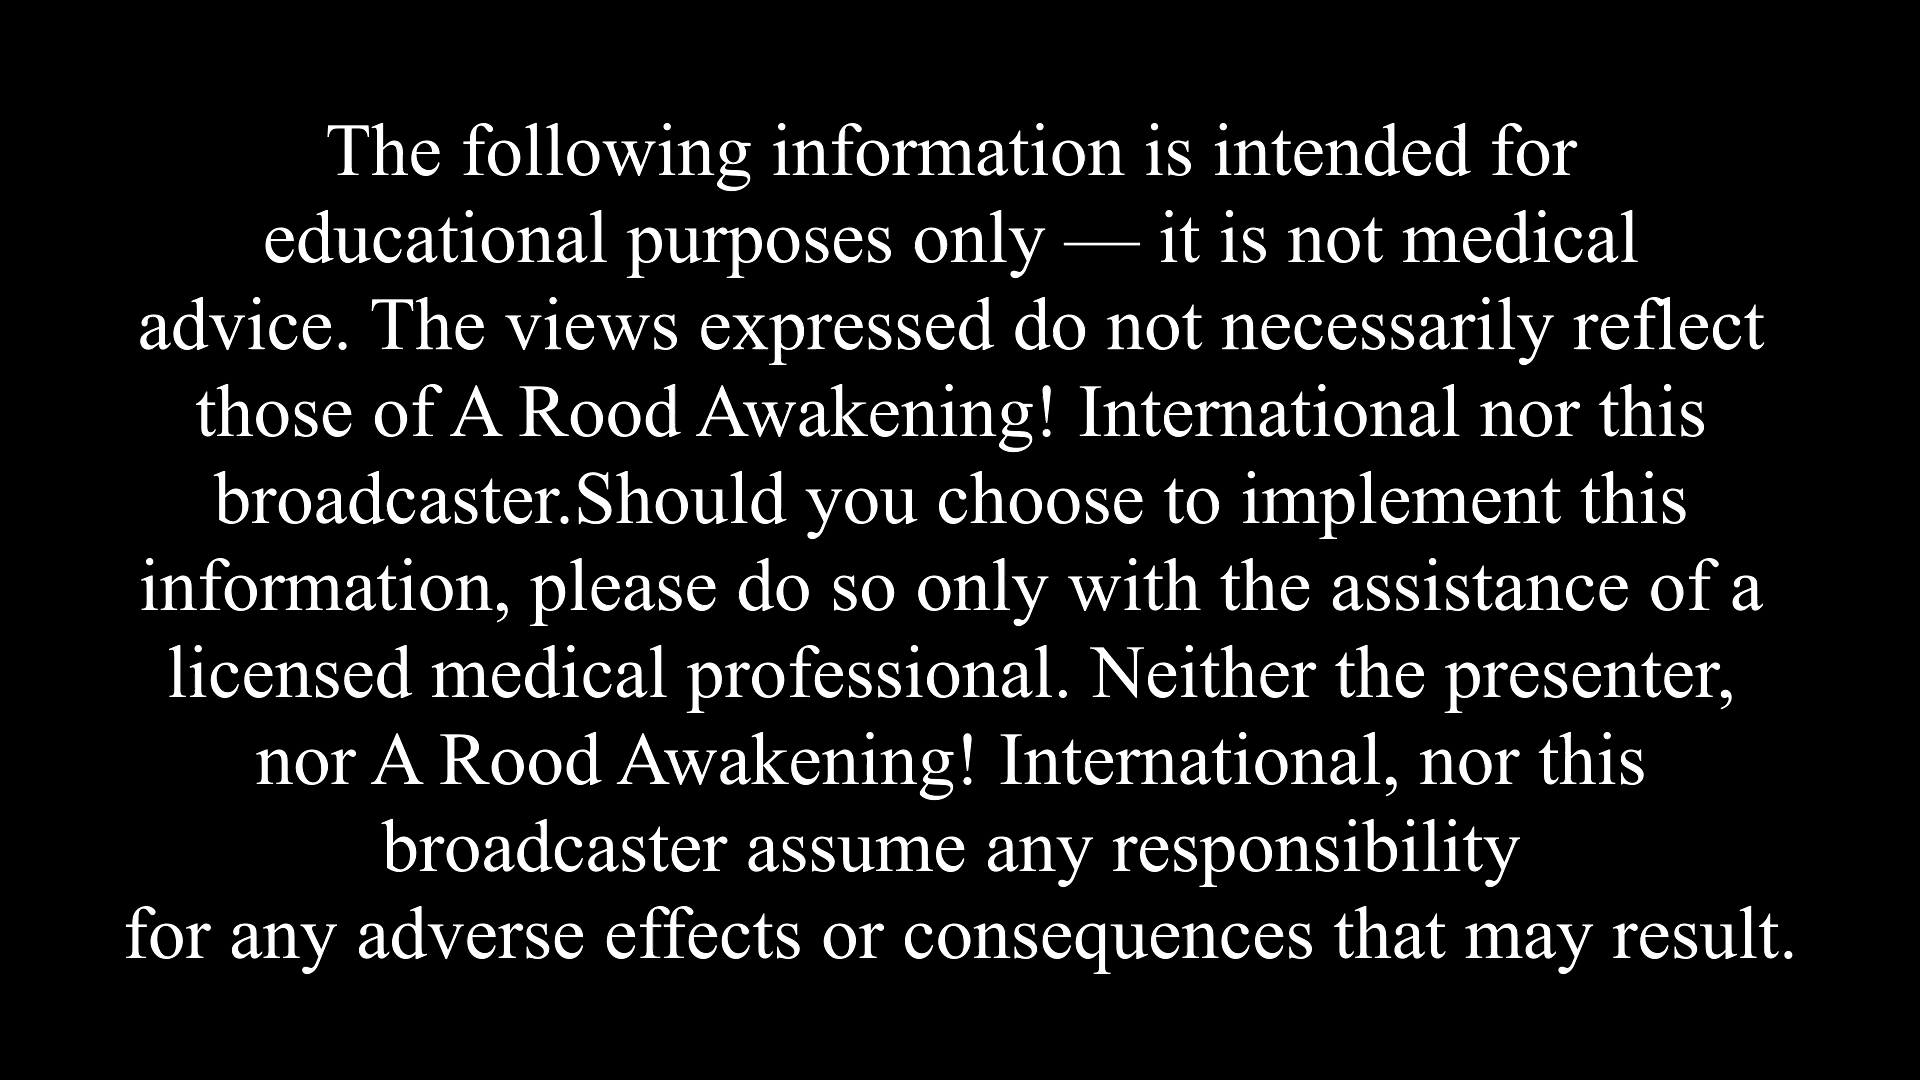 The following information is intended for
educational purposes only — it is not medical
advice. The views expressed do not necessarily reflect
those of A Rood Awakening! International nor this
broadcaster.Should you choose to implement this
information, please do so only with the assistance of a
licensed medical professional. Neither the presenter,
nor A Rood Awakening! International, nor this
broadcaster assume any responsibility
for any adverse effects or consequences that may result.